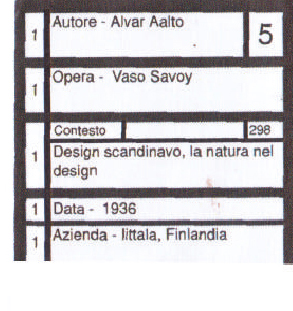 1 Autore - Alvar Aalto 5
1 Opera - Vaso Savoy
Contesto 298
1 Design scandinavo, la natura nel
design
1 Data - 1936
1 Azienda - Iittala, Finlandia